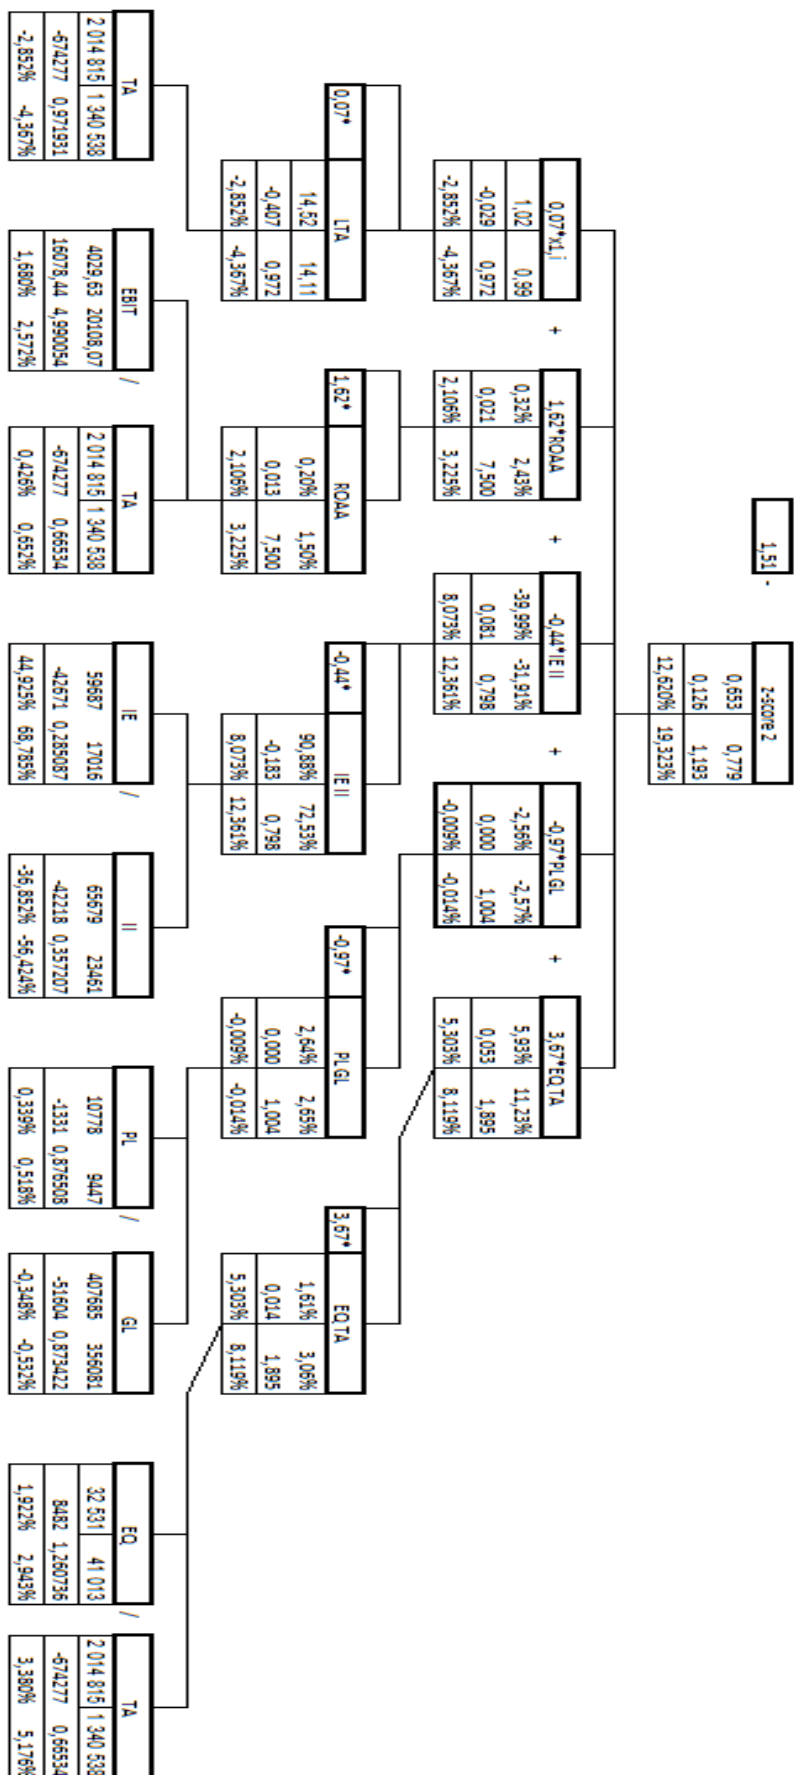 1,51 -
z-score 2
0,653 0,779
0,126 1,193
12,620% 19,323%
0,07*x1,i
1,02 0,99
-0,029 0,972
-2,852% -4,367%
+
1,62*ROAA
0,32% 2,43%
0,021 7,500
2,106% 3,225%
+
-0,44*IE II
-39,99% -31,91%
0,081 0,798
8,073% 12,361%
+
-0,97*PL GL
-2,56% -2,57%
0,000 1,004
-0,009% -0,014%
+
3,67*EQ TA
5,93% 11,23%
0,053 1,895
5,303% 8,119%
0,07* LTA
14,52 14,11
-0,407 0,972
-2,852% -4,367%
1,62* ROAA
0,20% 1,50%
0,013 7,500
2,106% 3,225%
-0,44* IE II
90,88% 72,53%
-0,183 0,798
8,073% 12,361%
-0,97* PL GL
2,64% 2,65%
0,000 1,004
-0,009% -0,014%
3,67* EQ TA
1,61% 3,06%
0,014 1,895
5,303% 8,119%
TA
2 014 815 1 340 538
-674277 0,971931
-2,852% -4,367%
EBIT
4029,63 20108,07
16078,44 4,990054
1,680% 2,572%
/
TA
2 014 815 1 340 538
-674277 0,66534
0,426% 0,652%
IE
59687 17016
-42671 0,285087
44,925% 68,785%
/
II
65679 23461
-42218 0,357207
-36,852% -56,424%
PL
10778 9447
-1331 0,876508
0,339% 0,518%
/
GL
407685 356081
-51604 0,873422
-0,348% -0,532%
EQ
32 531 41 013
8482 1,260736
1,922% 2,943%
/
TA
2 014 815 1 340 538
-674277 0,66534
3,380% 5,176%